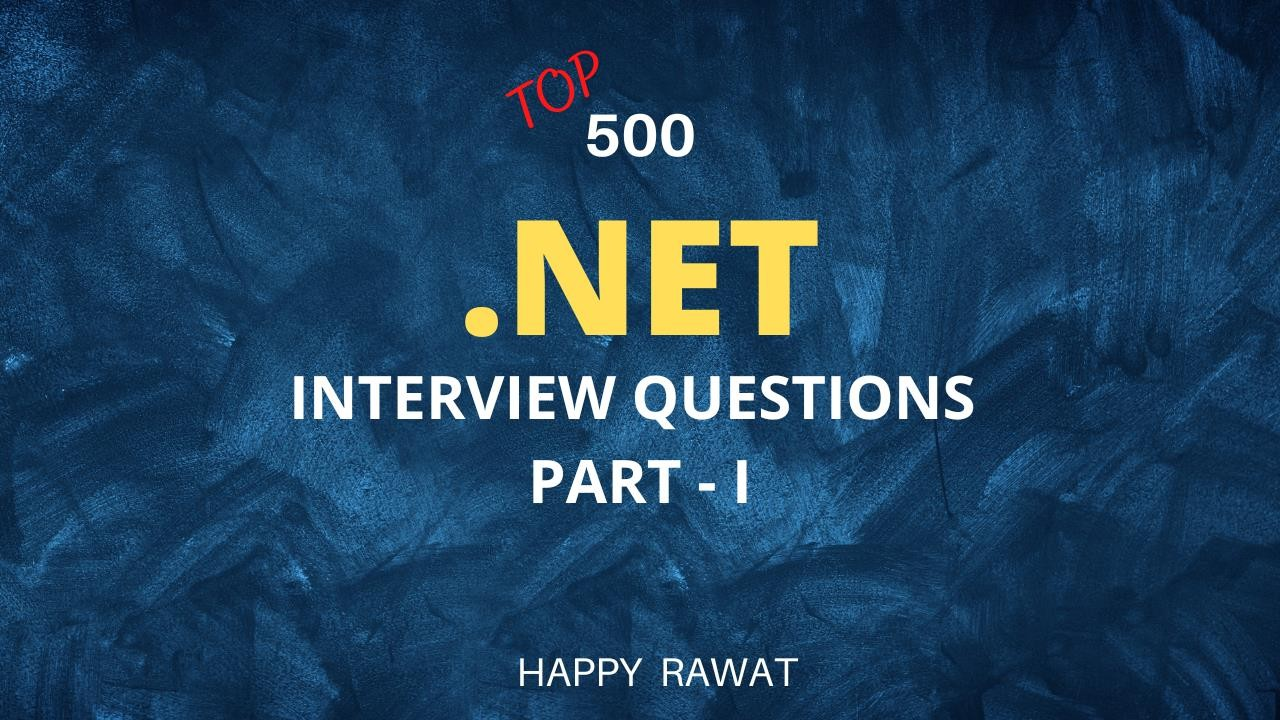 TOP
500
.NET
INTERVIEW QUESTIONS
PART - I
HAPPY RAWAT